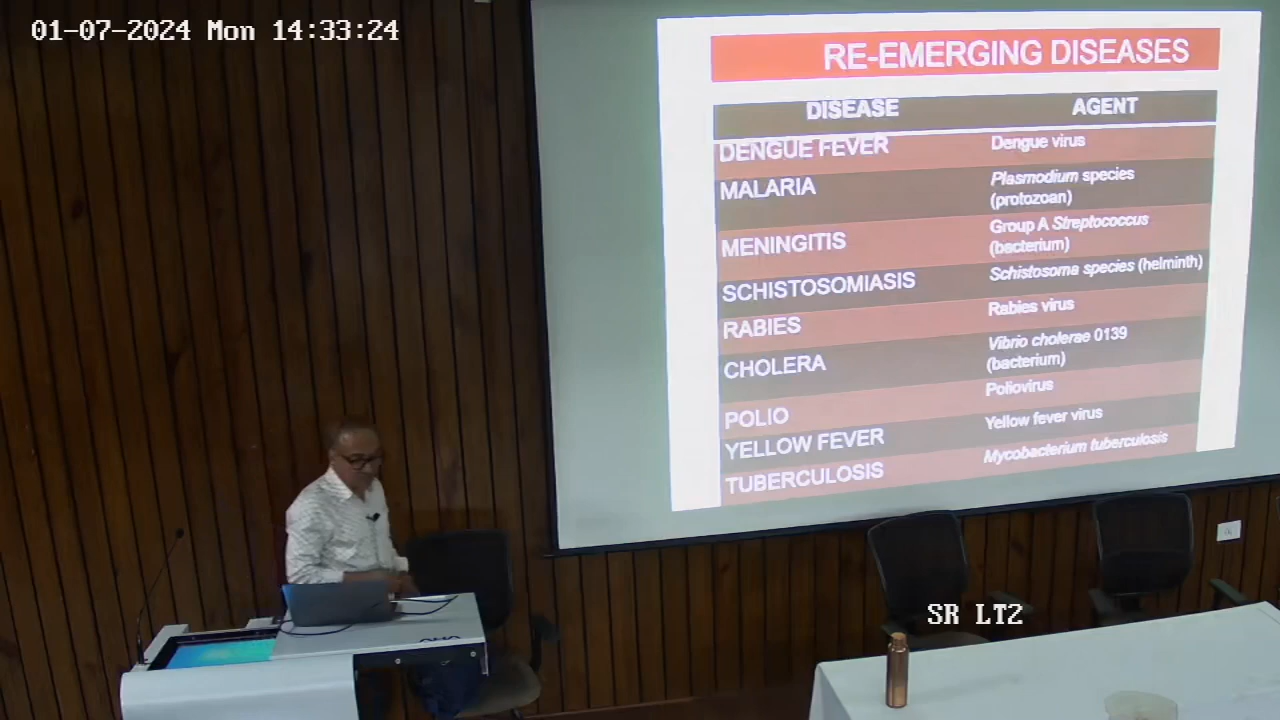 01-07-2024 Mon 14:33:24
RE-EMERGING DISEASES
DISEASE AGENT
DENGUE FEVER Dengue virus
MALARIA Plasmodium species
(protozoan)
MENINGITIS Group A Streptococcus
(bacterium)
SCHISTOSOMIASIS Schistosoma species (helminth)
RABIES Rabies virus
CHOLERA Vibrio cholerae 0139
(bacterium)
POLIO Poliovirus
YELLOW FEVER Yellow fever virus
TUBERCULOSIS Mycobacterium tuberculosis
SR LT2